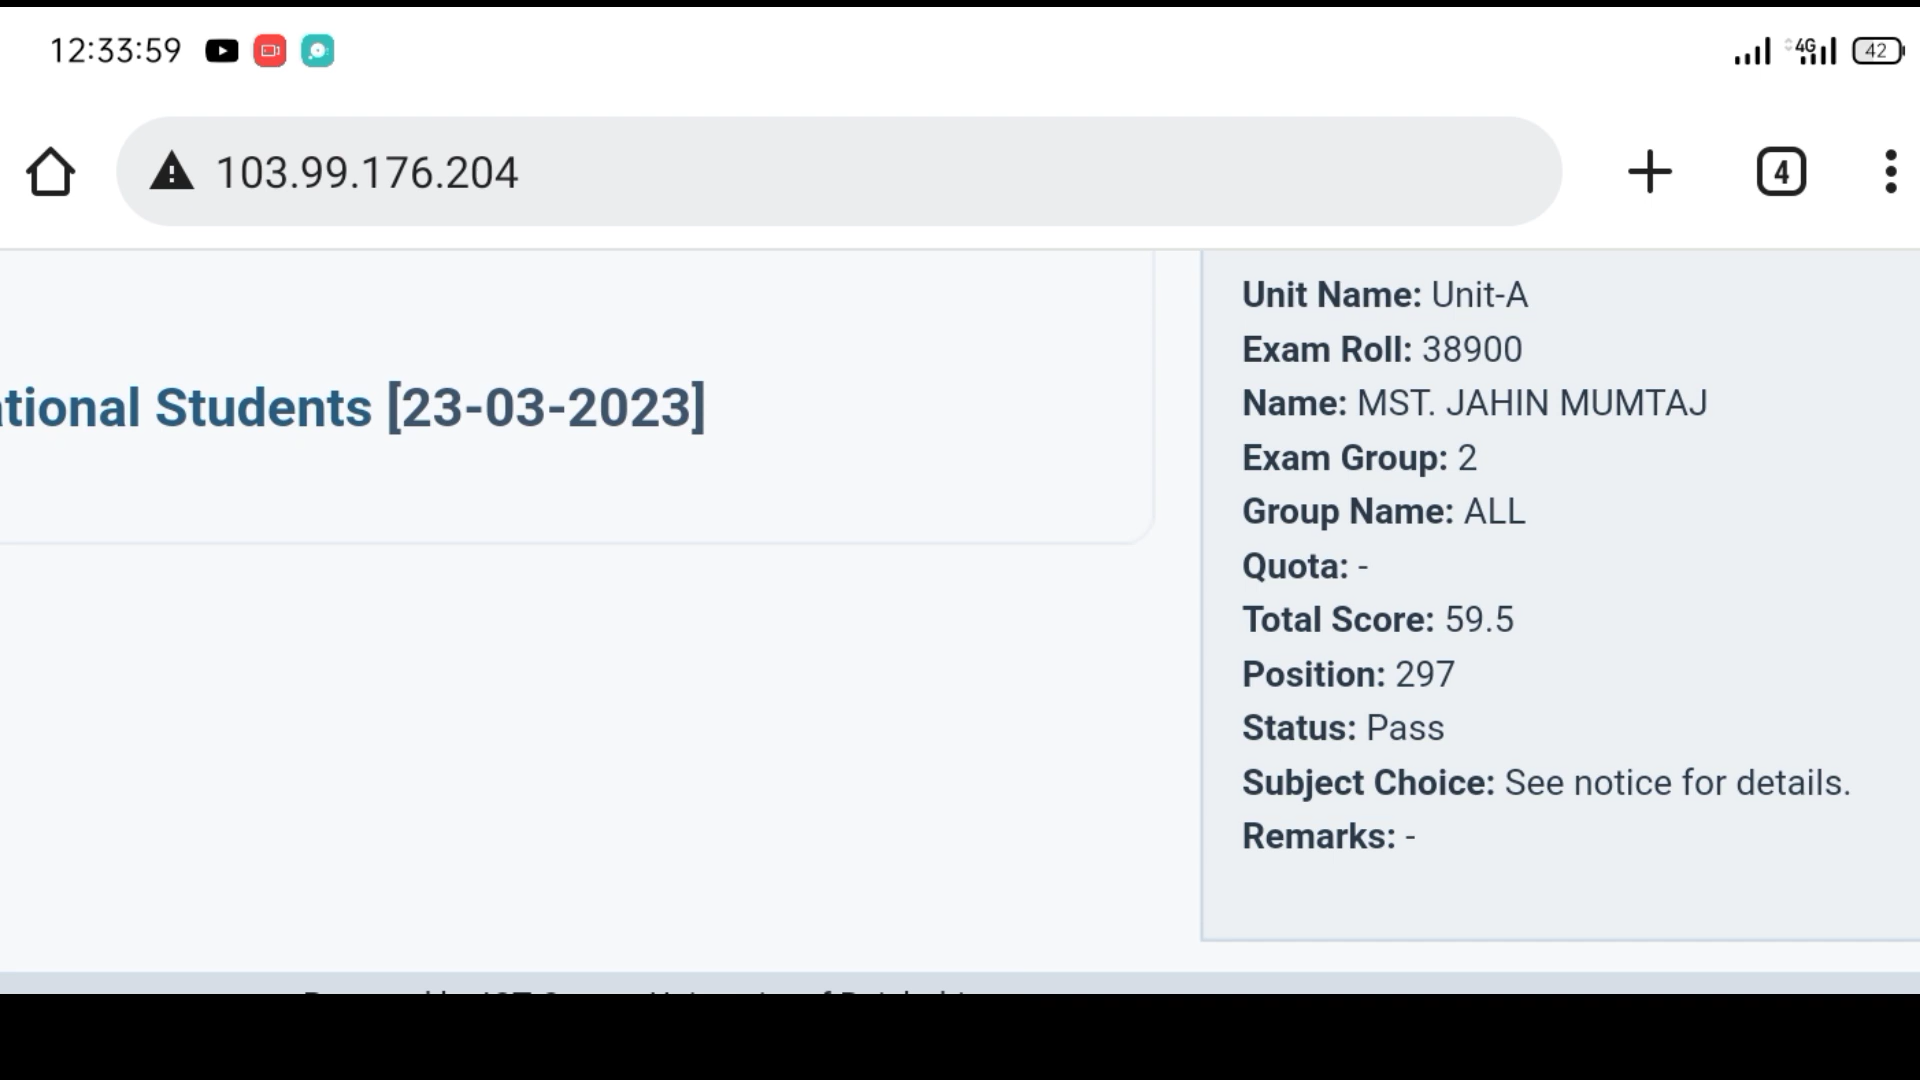 12:33:59
4G
42
103.99.176.204
4
Unit Name: Unit-A
Exam Roll: 38900
ational Students [23-03-2023]
Name: MST. JAHIN MUMTAJ
Exam Group: 2
Group Name: ALL
Quota: -
Total Score: 59.5
Position: 297
Status: Pass
Subject Choice: See notice for details.
Remarks: -